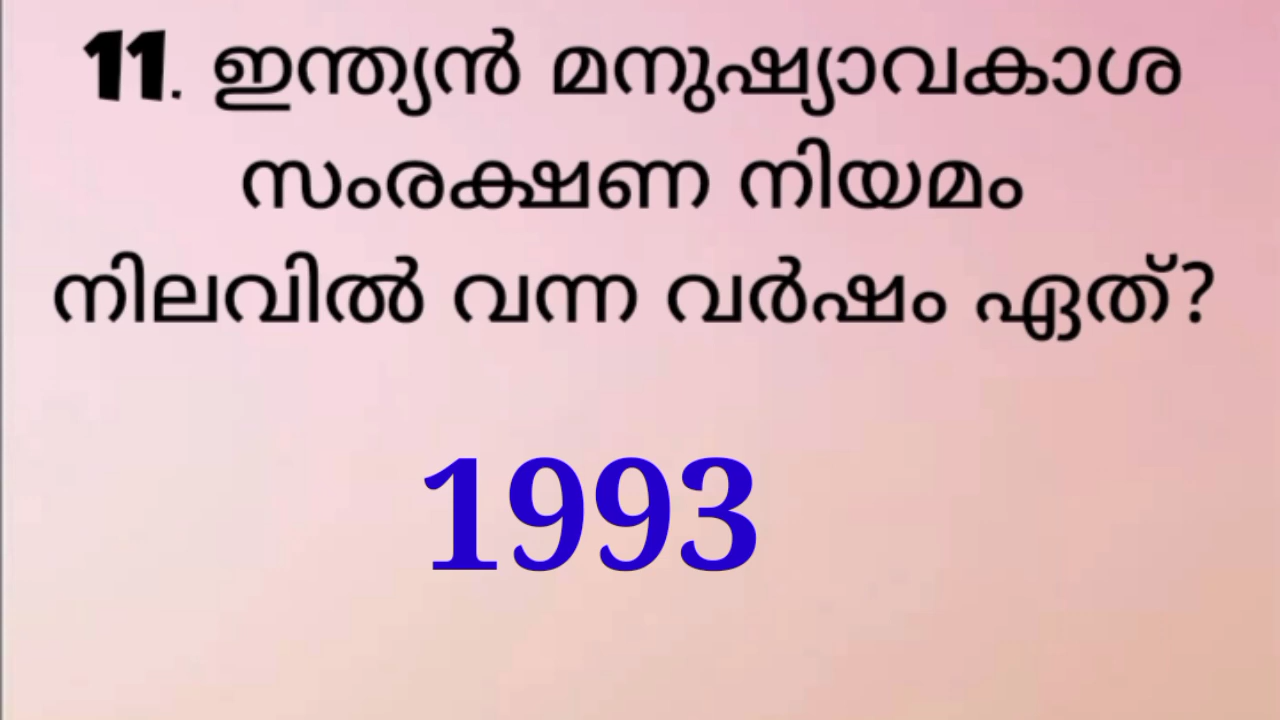 11. ഇന്ത്യൻ മനുഷ്യാവകാശ
സംരക്ഷണ നിയമം
നിലവിൽ വന്ന വർഷം ഏത്?
1993